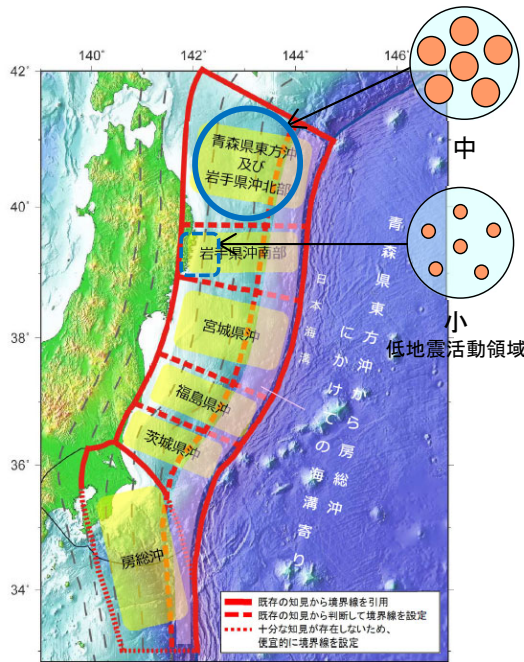 140°
142°
144°
146°
42°
40°
38°
36°
34°
青森県東方沖
及び
岩手県沖北部
岩手県沖南部
宮城県沖
福島県沖
茨城県沖
房総沖
日本海溝
青森県東方沖から房総沖
にかけての海溝寄り
中
小
低地震活動領域
既存の知見から境界線を引用
既存の知見から判断して境界線を設定
十分な知見が存在しないため、
便宜的に境界線を設定